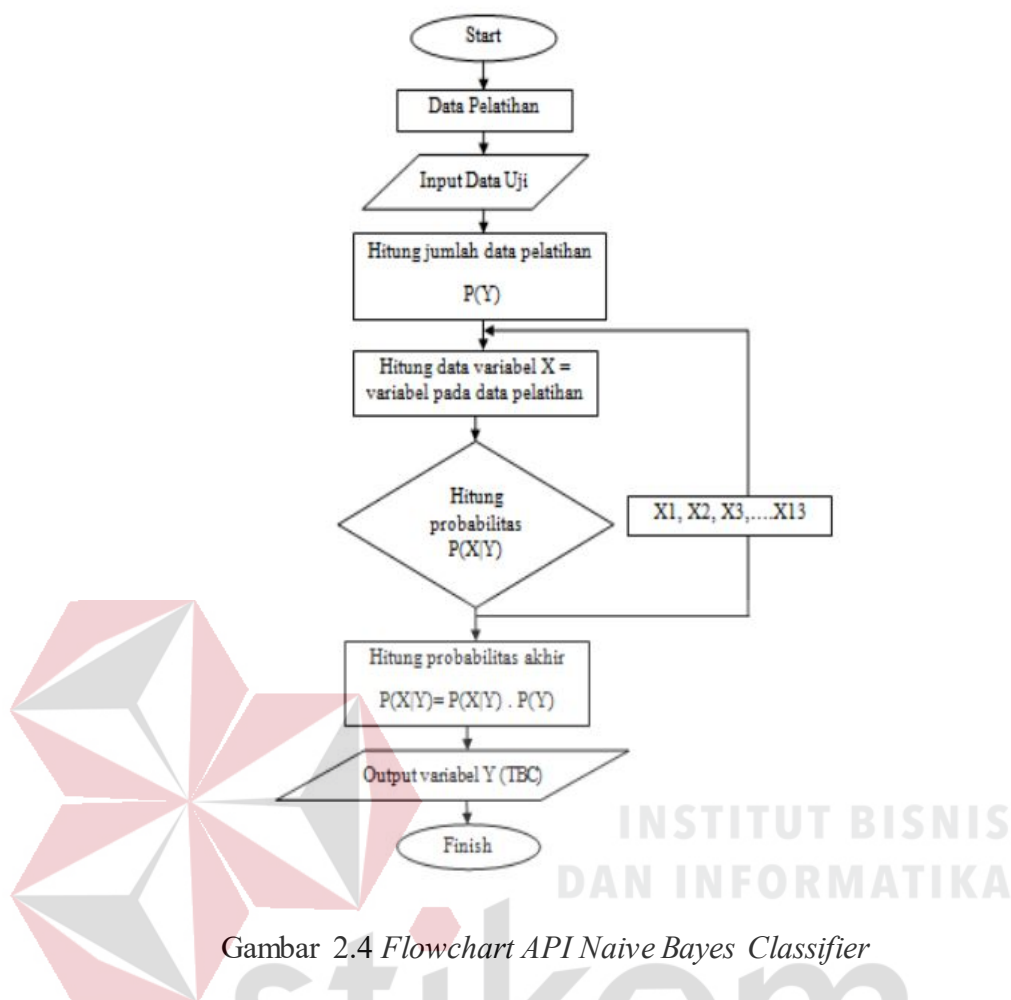 Start
Data Pelatihan
Input Data Uji
Hitung jumlah data pelatihan
P(Y)
Hitung data variabel X =
variabel pada data pelatihan
Hitung
probabilitas
P(X|Y)
X1, X2, X3,....X13
Hitung probabilitas akhir
P(X|Y)= P(X|Y) . P(Y)
Output variabel Y (TBC)
Finish
INSTITUT BISNIS
DAN INFORMATIKA
Gambar 2.4 Flowchart API Naive Bayes Classifier
stikom